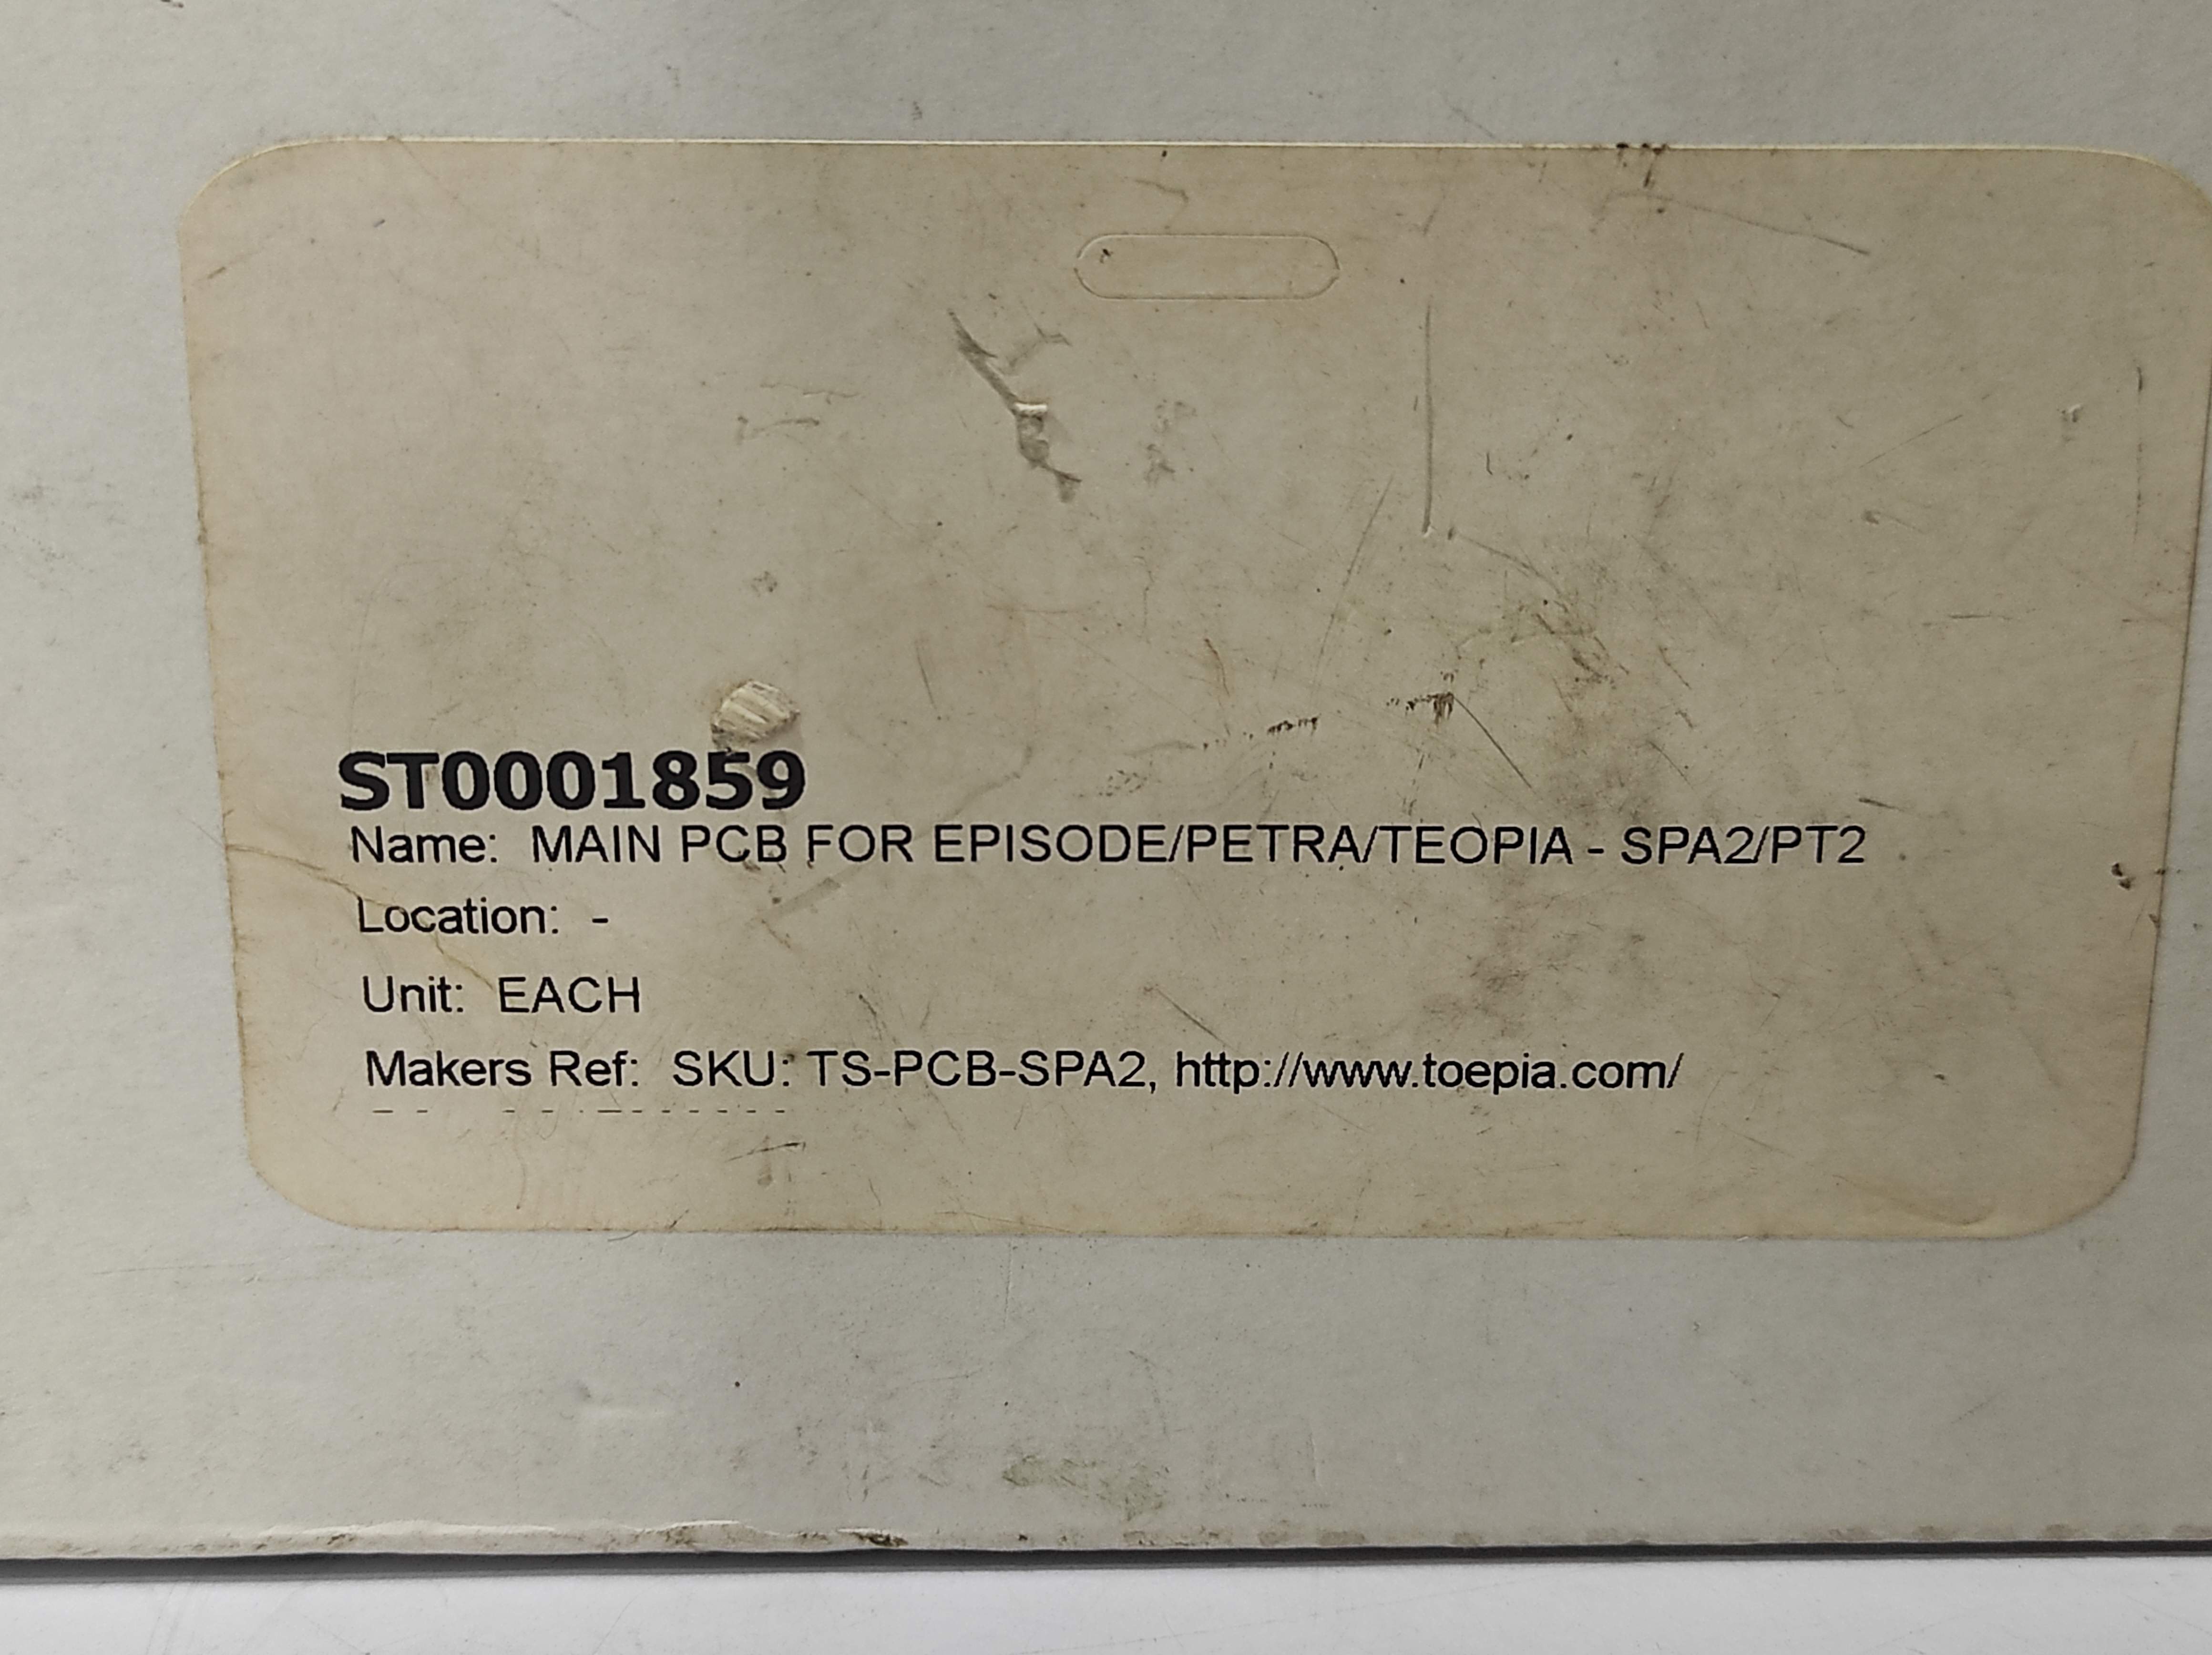 ST0001859
Name: MAIN PCB FOR EPISODE/PETRA/TEOPIA - SPA2/PT2
Location: -
Unit: EACH
Makers Ref: SKU: TS-PCB-SPA2, http://www.toepia.com/